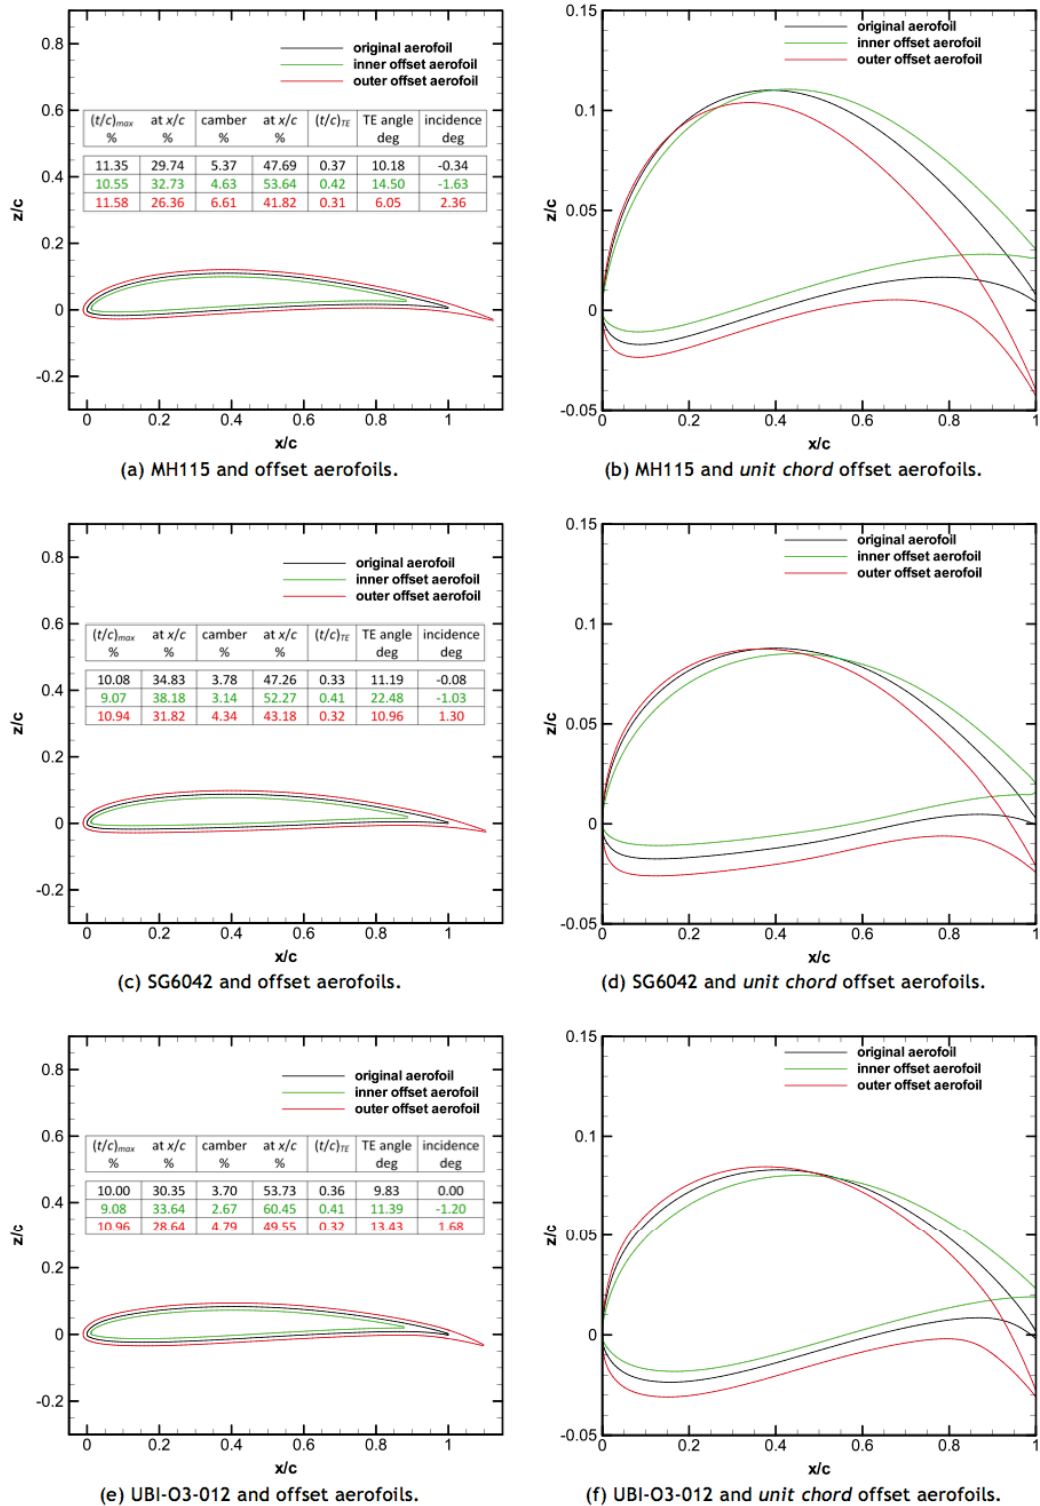 0.8
0.6
0.4
0.2
0
-0.2
z/c
original aerofoil
inner offset aerofoil
outer offset aerofoil
(t/c)max at x/c camber at x/c (t/c)TE TE angle incidence
% % % % deg deg
11.35 29.74 5.37 47.69 0.37 10.18 -0.34
10.55 32.73 4.63 53.64 0.42 14.50 -1.63
11.58 26.36 6.61 41.82 0.31 6.05 2.36
0 0.2 0.4 0.6 0.8 1
x/c
(a) MH115 and offset aerofoils.
0.15
0.1
0.05
0
-0.05
z/c
original aerofoil
inner offset aerofoil
outer offset aerofoil
0 0.2 0.4 0.6 0.8 1
x/c
(b) MH115 and unit chord offset aerofoils.
0.8
0.6
0.4
0.2
0
-0.2
z/c
original aerofoil
inner offset aerofoil
outer offset aerofoil
(t/c)max at x/c camber at x/c (t/c)TE TE angle incidence
% % % % deg deg
10.08 34.83 3.78 47.26 0.33 11.19 -0.08
9.07 38.18 3.14 52.27 0.41 22.48 -1.03
10.94 31.82 4.34 43.18 0.32 10.96 1.30
0 0.2 0.4 0.6 0.8 1
x/c
(c) SG6042 and offset aerofoils.
0.15
0.1
0.05
0
-0.05
z/c
original aerofoil
inner offset aerofoil
outer offset aerofoil
0 0.2 0.4 0.6 0.8 1
x/c
(d) SG6042 and unit chord offset aerofoils.
0.8
0.6
0.4
0.2
0
-0.2
z/c
original aerofoil
inner offset aerofoil
outer offset aerofoil
(t/c)max at x/c camber at x/c (t/c)TE TE angle incidence
% % % % deg deg
10.00 30.35 3.70 53.73 0.36 9.83 0.00
9.08 33.64 2.67 60.45 0.41 11.39 -1.20
10.96 28.64 4.79 49.55 0.32 13.43 1.68
0 0.2 0.4 0.6 0.8 1
x/c
(e) UBI-O3-012 and offset aerofoils.
0.15
0.1
0.05
0
-0.05
z/c
original aerofoil
inner offset aerofoil
outer offset aerofoil
0 0.2 0.4 0.6 0.8 1
x/c
(f) UBI-O3-012 and unit chord offset aerofoils.